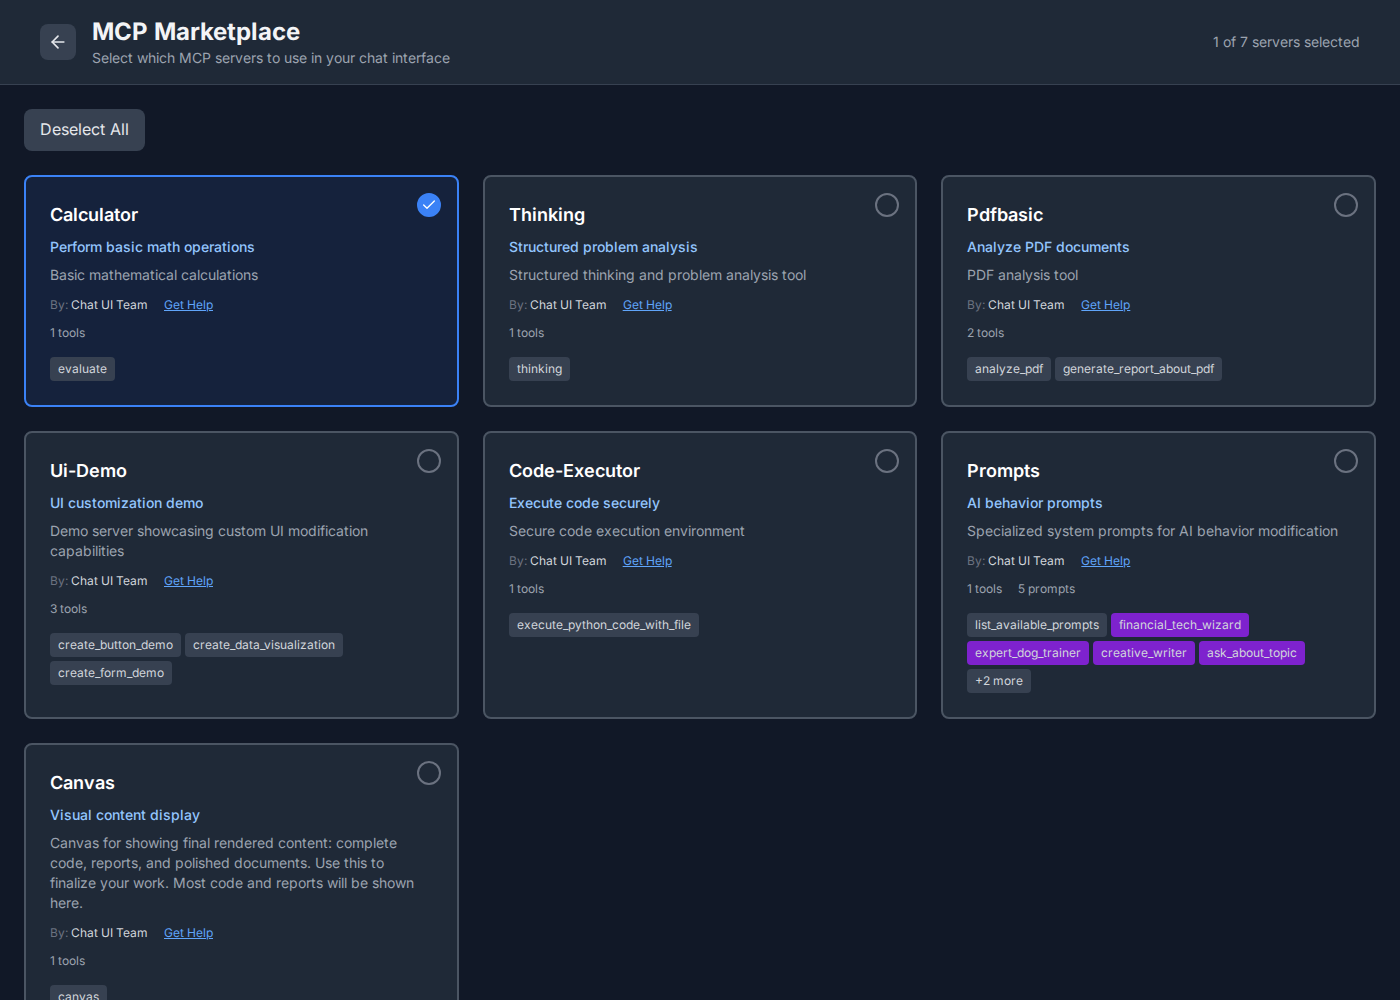 MCP Marketplace
Select which MCP servers to use in your chat interface
1 of 7 servers selected
Deselect All
Calculator
Perform basic math operations
Basic mathematical calculations
By: Chat UI Team Get Help
1 tools
evaluate
Thinking
Structured problem analysis
Structured thinking and problem analysis tool
By: Chat UI Team Get Help
1 tools
thinking
Pdfbasic
Analyze PDF documents
PDF analysis tool
By: Chat UI Team Get Help
2 tools
analyze_pdf generate_report_about_pdf
Ui-Demo
UI customization demo
Demo server showcasing custom UI modification
capabilities
By: Chat UI Team Get Help
3 tools
create_button_demo create_data_visualization
create_form_demo
Code-Executor
Execute code securely
Secure code execution environment
By: Chat UI Team Get Help
1 tools
execute_python_code_with_file
Prompts
AI behavior prompts
Specialized system prompts for AI behavior modification
By: Chat UI Team Get Help
1 tools 5 prompts
list_available_prompts financial_tech_wizard
expert_dog_trainer creative_writer ask_about_topic
+2 more
Canvas
Visual content display
Canvas for showing final rendered content: complete
code, reports, and polished documents. Use this to
finalize your work. Most code and reports will be shown
here.
By: Chat UI Team Get Help
1 tools
canvas